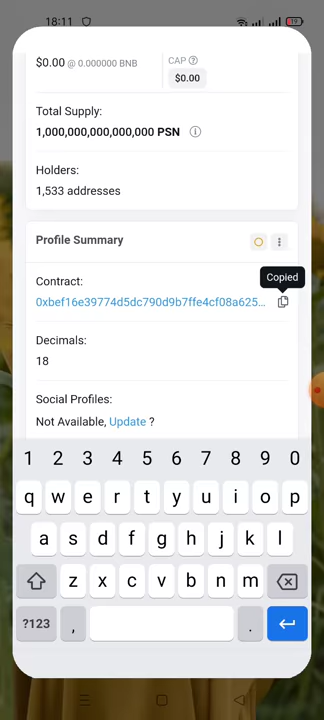 18:11
19
$0.00 @ 0.000000 BNB
CAP
$0.00
Total Supply:
1,000,000,000,000,000 PSN
Holders:
1,533 addresses
Profile Summary
Copied
Contract:
0xbef16e39774d5dc790d9b7ffe4cf08a625...
Decimals:
18
Social Profiles:
Not Available, Update ?
1 2 3 4 5 6 7 8 9 0
q w e r t y u i o p
a s d f g h j k l
z x c v b n m
?123 , .